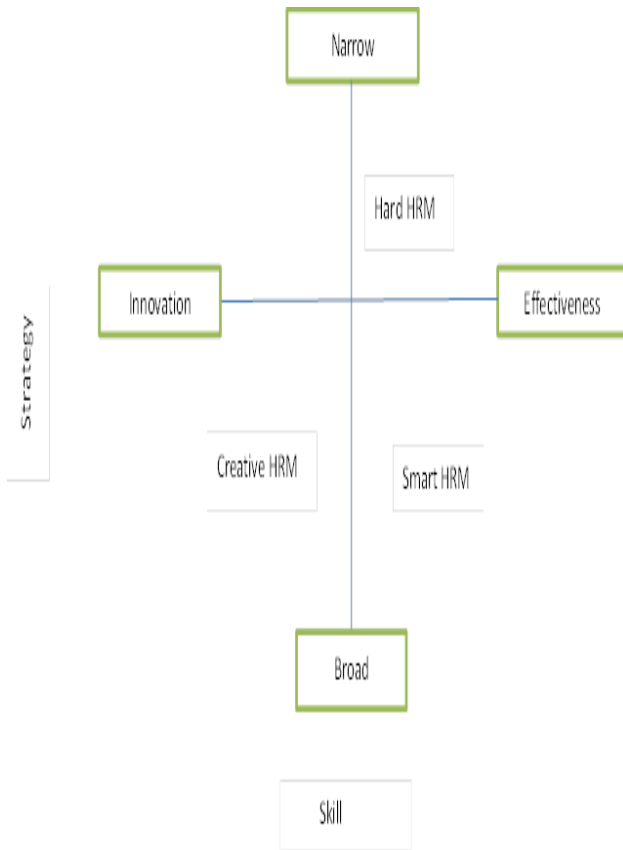 Narrow
Hard HRM
Innovation
Effectiveness
Strategy
Creative HRM
Smart HRM
Broad
Skill